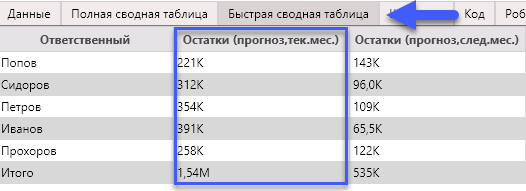 Данные Полная сводная таблица Быстрая сводная таблица Код Роб
Ответственный Остатки (прогноз,тек.мес.) Остатки (прогноз,след.мес.)
Попов 221K 143K
Сидоров 312K 96,0K
Петров 354K 109K
Иванов 391K 65,5K
Прохоров 258K 122K
Итого 1,54M 535K